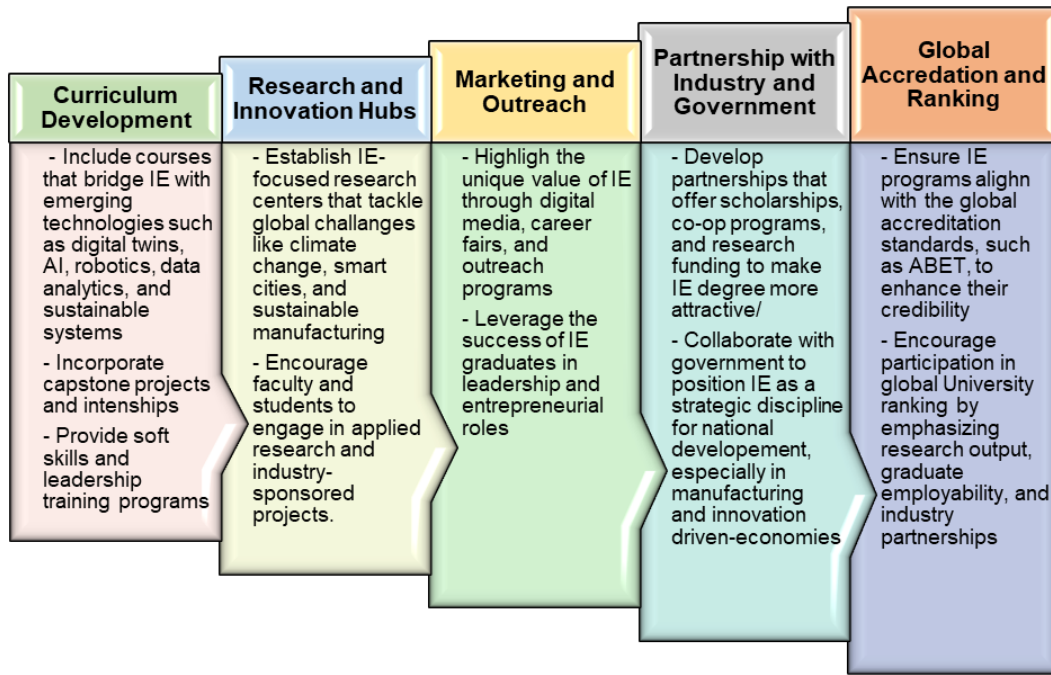 Curriculum
Development
- Include courses
that bridge IE with
emerging
technologies such
as digital twins,
AI, robotics, data
analytics, and
sustainable
systems
- Incorporate
capstone projects
and intenships
- Provide soft
skills and
leadership
training programs
Research and
Innovation Hubs
- Establish IE-
focused research
centers that tackle
global challanges
like climate
change, smart
cities, and
sustainable
manufacturing
- Encourage
faculty and
students to
engage in applied
research and
industry-
sponsored
projects.
Marketing and
Outreach
- Highligh the
unique value of IE
through digital
media, career
fairs, and
outreach
programs
- Leverage the
success of IE
graduates in
leadership and
entrepreneurial
roles
Partnership with
Industry and
Government
- Develop
partnerships that
offer scholarships,
co-op programs,
and research
funding to make
IE degree more
attractive/
- Collaborate with
government to
position IE as a
strategic discipline
for national
developement,
especially in
manufacturing
and innovation
driven-economies
Global
Accredation and
Ranking
- Ensure IE
programs alighn
with the global
accreditation
standards, such
as ABET, to
enhance their
credibility
- Encourage
participation in
global University
ranking by
emphasizing
research output,
graduate
employability, and
industry
partnerships